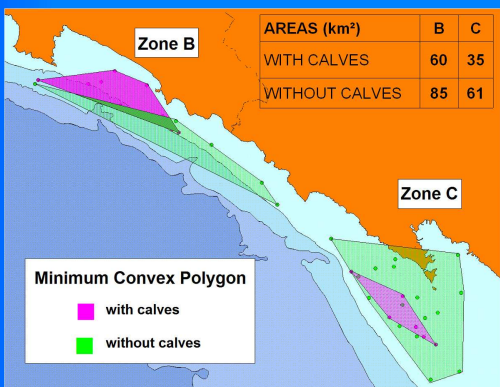 Zone B
AREAS (km²) B C
WITH CALVES 60 35
WITHOUT CALVES 85 61
Zone C
Minimum Convex Polygon
with calves
without calves